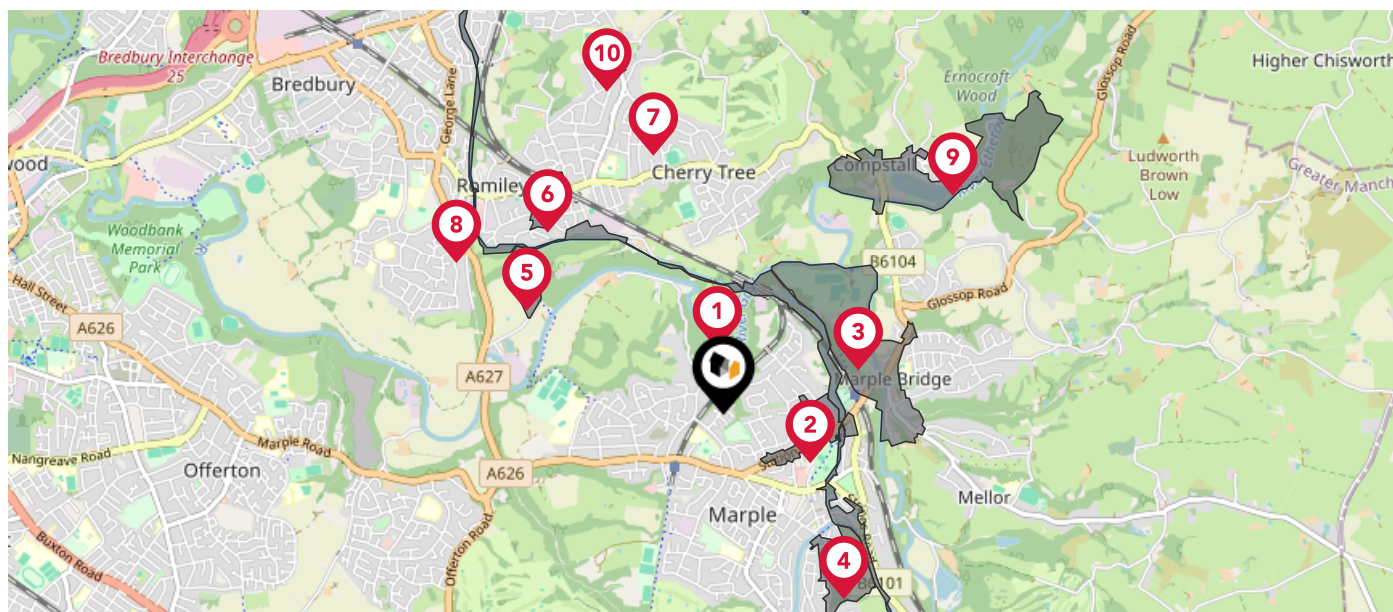 Bredbury Interchange
25
Bredbury
George Lane
10
7
Cherry Tree
Romiley
6
8
5
Woodbank
Memorial
Park
Hall Street
A626
A627
Marple Road
Nangreave Road
Offerton
A626
Buxton Road
Offerton Road
1
Marple
2
3
Marple Bridge
4
B6101
Mellor
Glossop Road
B6104
9
Compstall
Ernocroft
Wood
Glossop Road
Higher Chisworth
Ludworth
Brown
Low
Greater Manch
wood